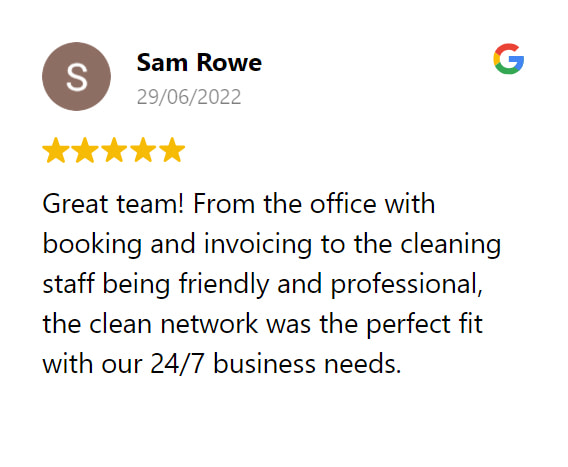 S
Sam Rowe
29/06/2022
G
Great team! From the office with
booking and invoicing to the cleaning
staff being friendly and professional,
the clean network was the perfect fit
with our 24/7 business needs.